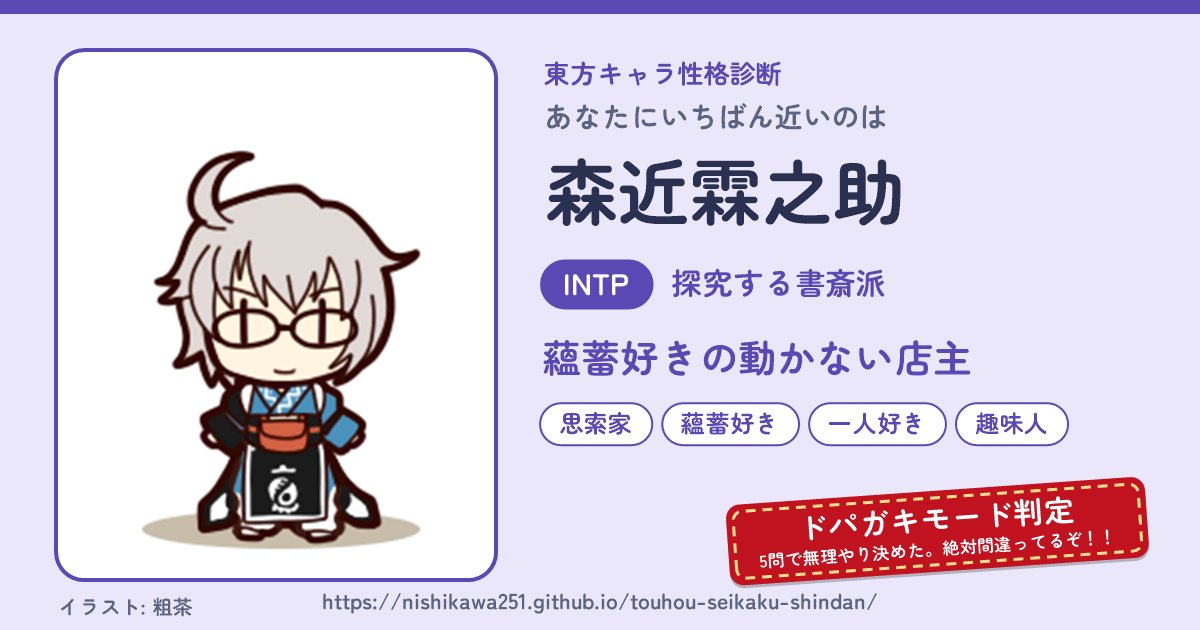 東方キャラ性格診断
あなたにいちばん近いのは
森近霖之助
INTP 探究する書斎派
蘊蓄好きの動かない店主
思索家 蘊蓄好き 一人好き 趣味人
ドパガキモード判定
5問で無理やり決めた。絶対間違ってるぞ！！
イラスト: 粗茶
https://nishikawa251.github.io/touhou-seikaku-shindan/